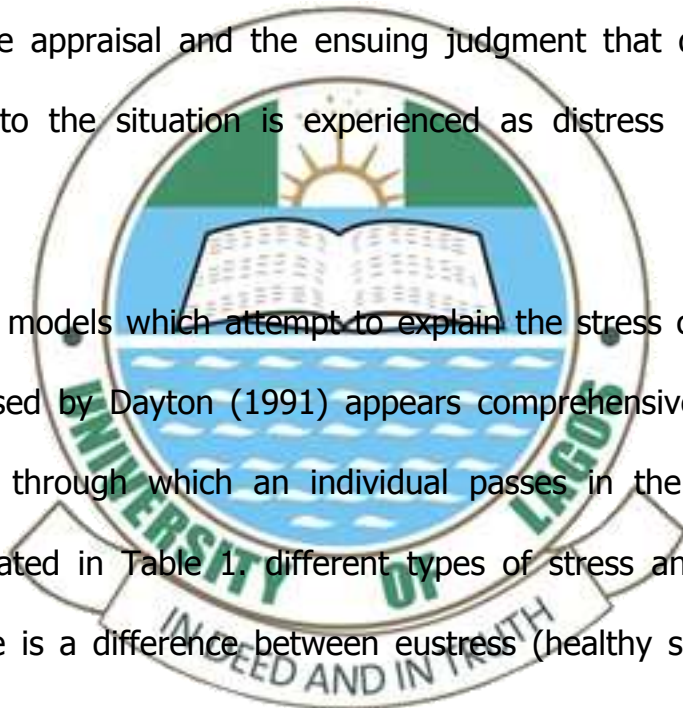 e appraisal and the ensuing judgment that
to the situation is experienced as distress
models which attempt to explain the stress
sed by Dayton (1991) appears comprehensive
through which an individual passes in the
ated in Table 1. different types of stress an
e is a difference between eustress (healthy s
UNIVERSITY OF LAGOS
IN DEED AND IN TRUTH